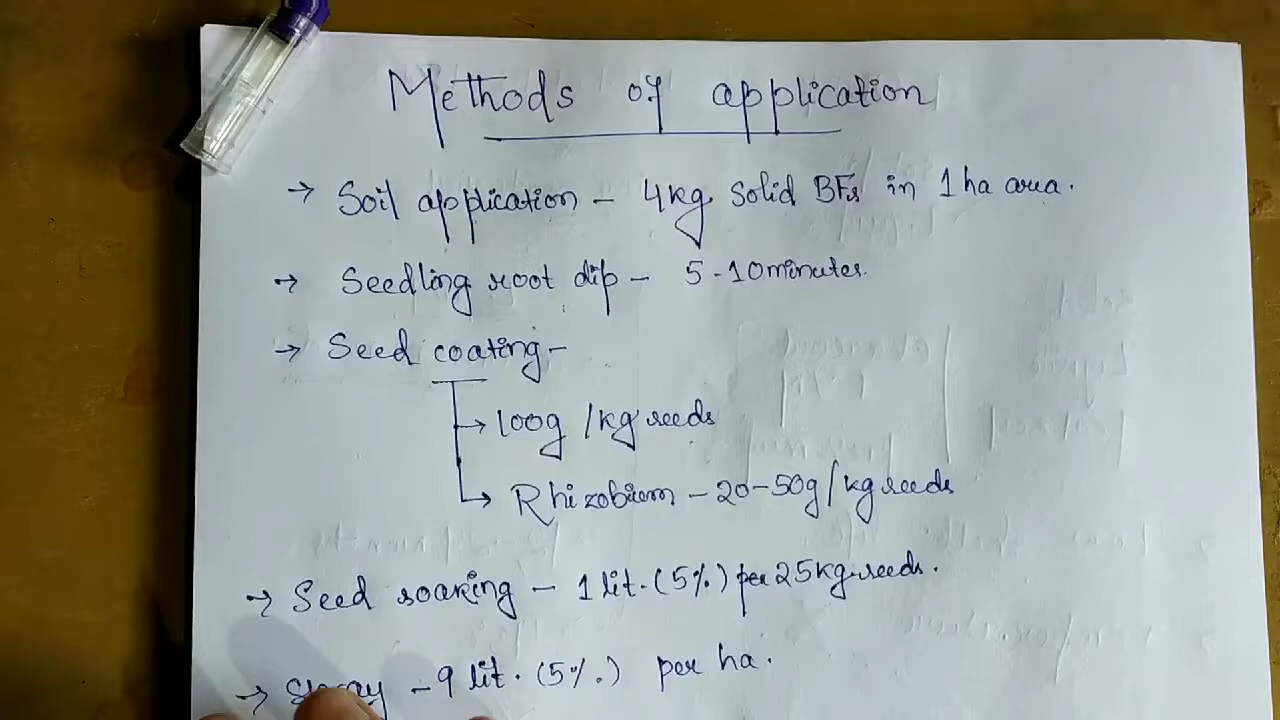 Methods of application
→ Soil application - 4kg solid BFs in 1 ha area.
→ Seedling root dip - 5-10 minutes.
→ Seed coating -
→ 100g /kg seeds
→ Rhizobium - 20-50g/kg seeds
→ Seed soaking - 1 lit. (5%) per 25kg seeds.
→ Spray - 9 lit. (5%.) per ha.